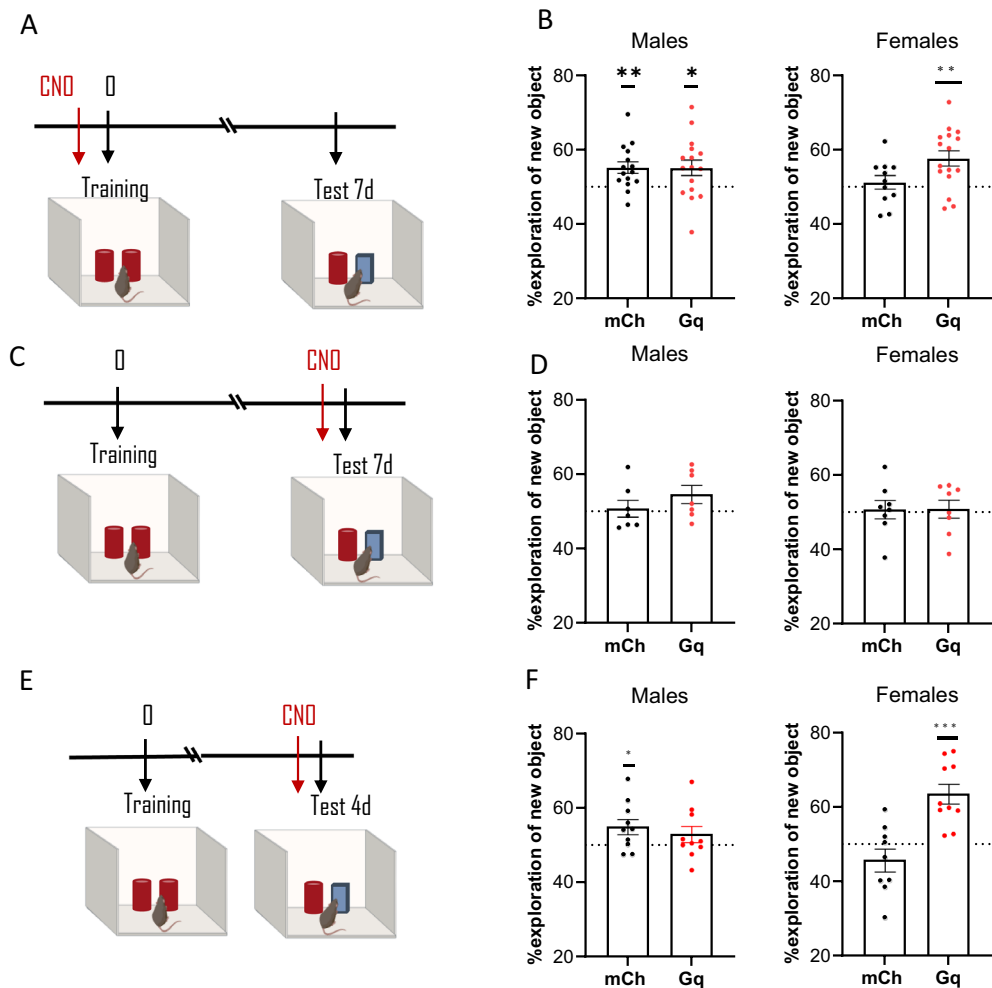 A
CNO
O
Training
Test 7d
B
Males
%exploration of new object
80
60
40
20
**
*
mCh
Gq
Females
%exploration of new object
80
60
40
20
**
mCh
Gq
C
O
CNO
Training
Test 7d
D
Males
%exploration of new object
80
60
40
20
mCh
Gq
Females
%exploration of new object
80
60
40
20
mCh
Gq
E
O
CNO
Training
Test 4d
F
Males
%exploration of new object
80
60
40
20
*
mCh
Gq
Females
%exploration of new object
80
60
40
20
***
mCh
Gq